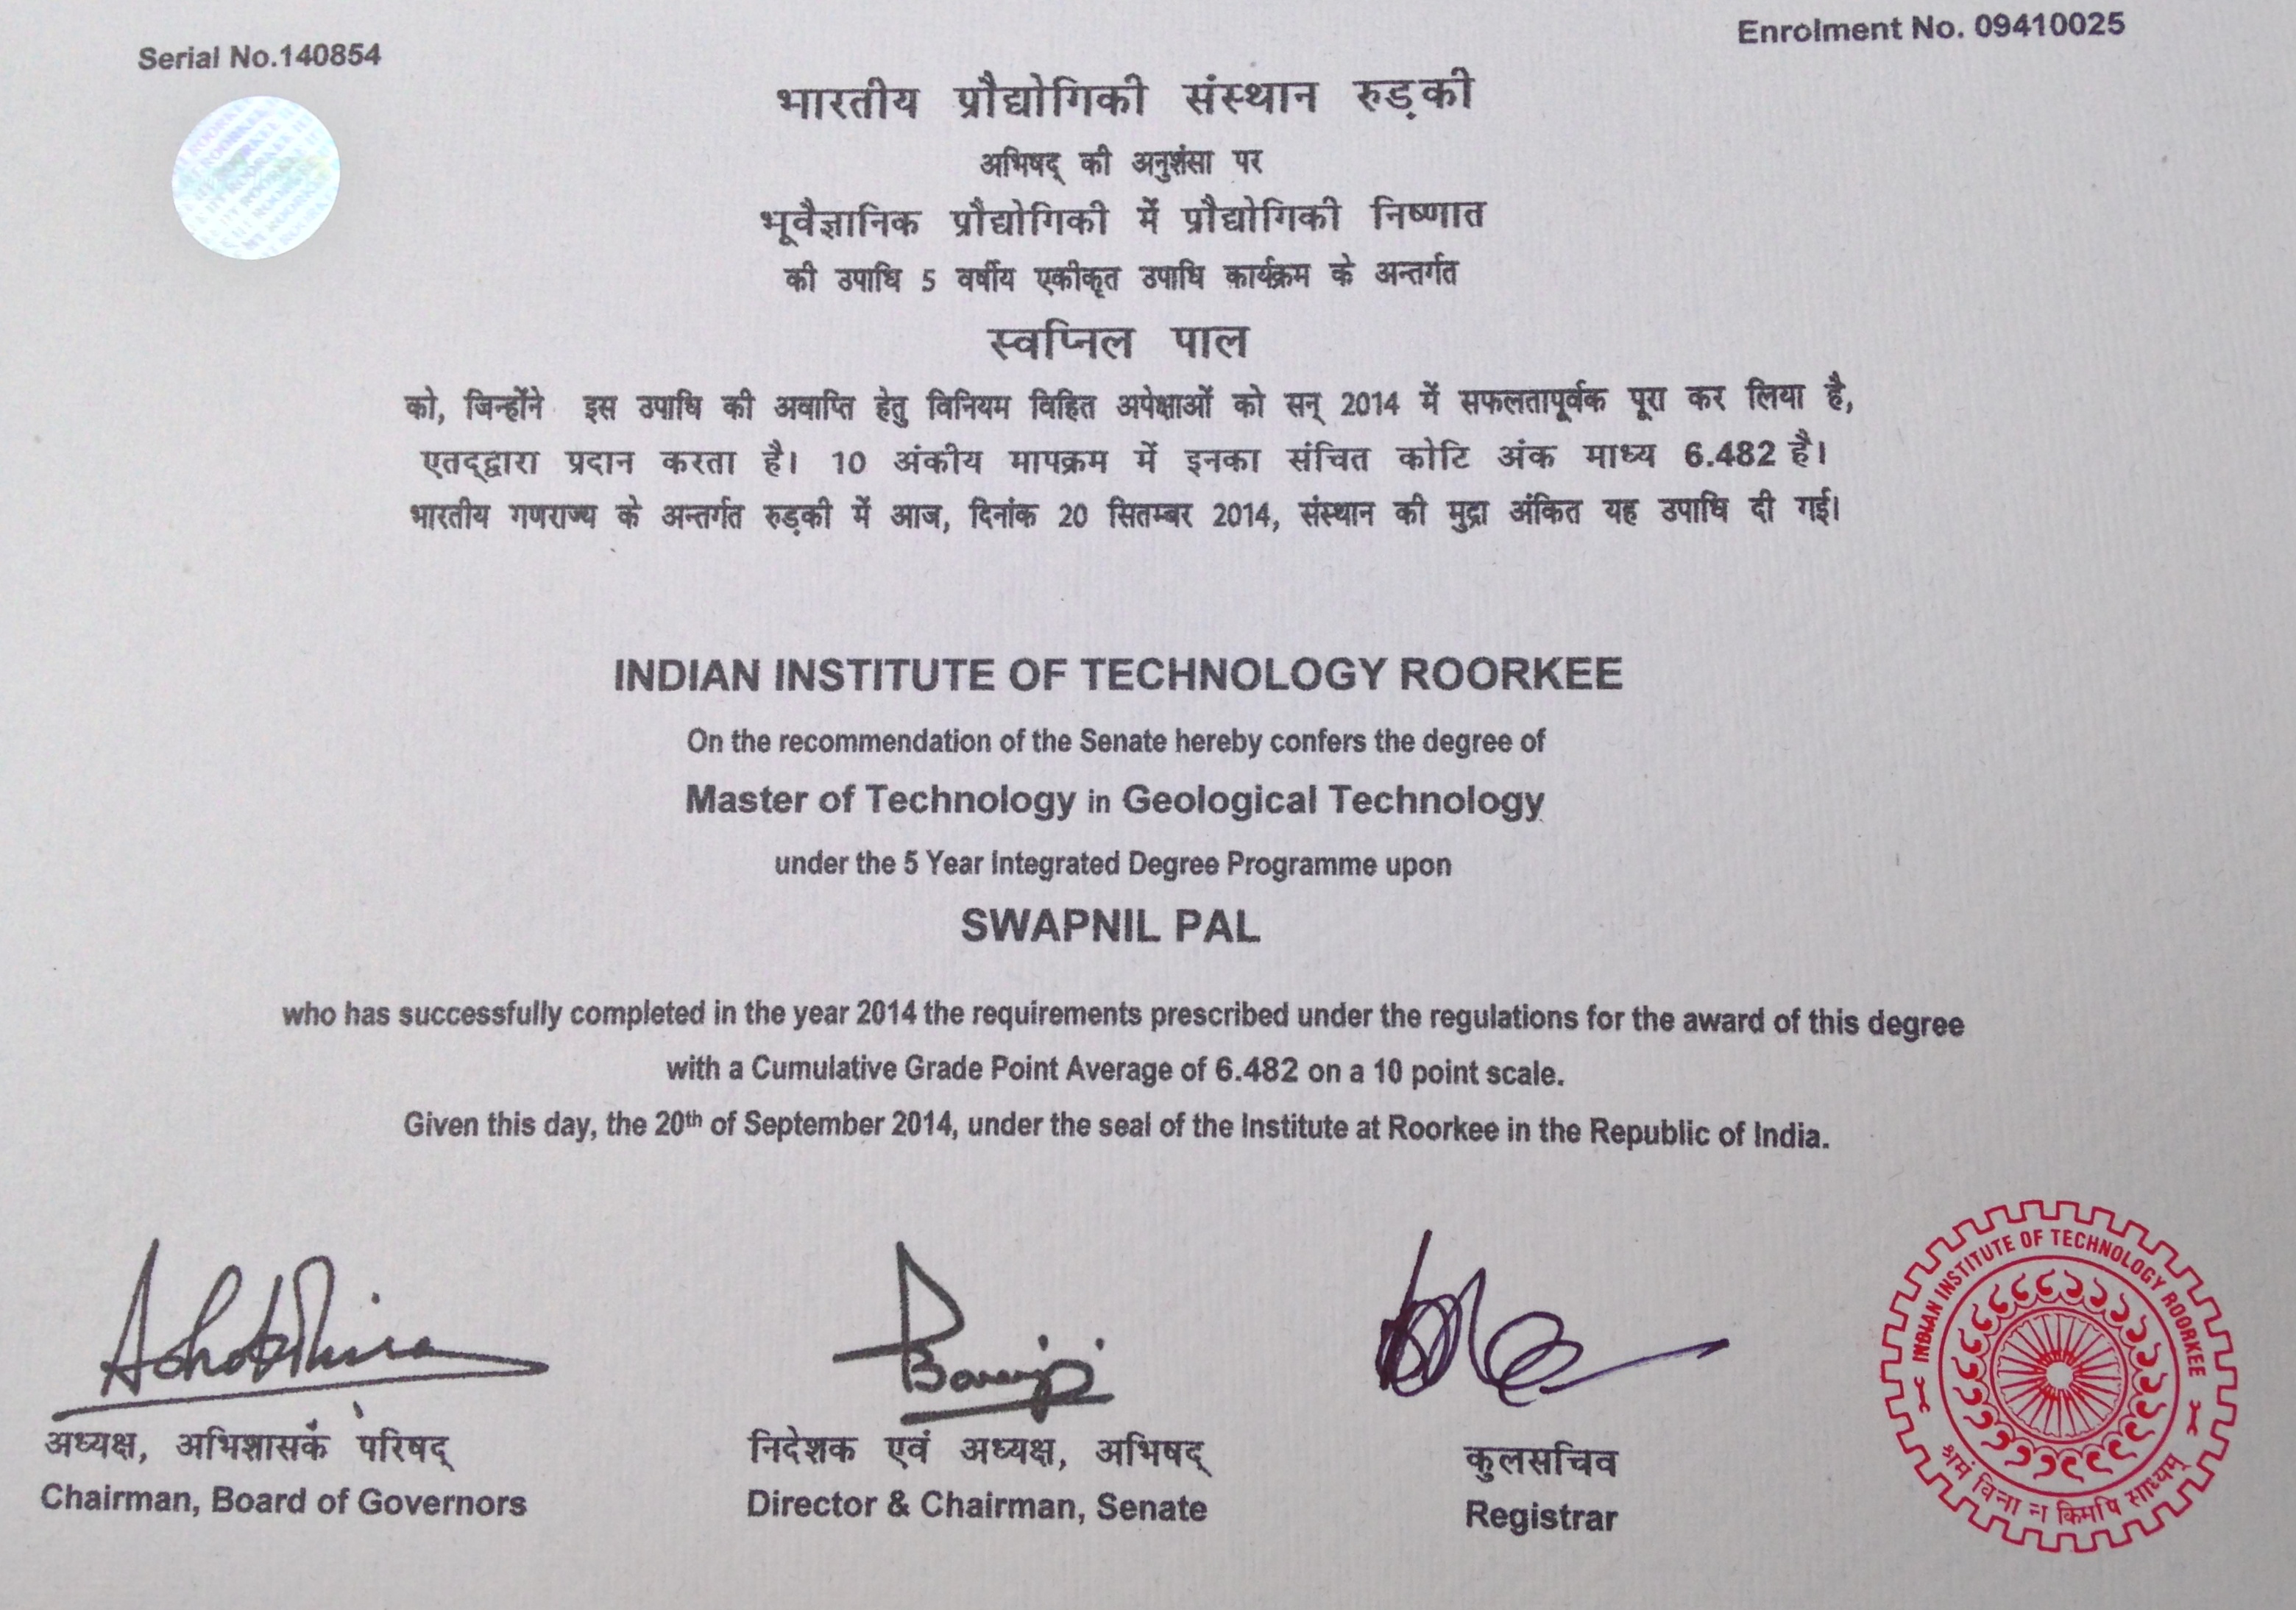 Serial No.140854
Enrolment No. 09410025
भारतीय प्रौद्योगिकी संस्थान रुड़की
अभिषद् की अनुशंसा पर
भूवैज्ञानिक प्रौद्योगिकी में प्रौद्योगिकी निष्णात
की उपाधि 5 वर्षीय एकीकृत उपाधि कार्यक्रम के अन्तर्गत
स्वप्निल पाल
को, जिन्होंने इस उपाधि की अवाप्ति हेतु विनियम विहित अपेक्षाओं को सन् 2014 में सफलतापूर्वक पूरा कर लिया है,
एतद्द्वारा प्रदान करता है। 10 अंकीय मापक्रम में इनका संचित कोटि अंक माध्य 6.482 है।
भारतीय गणराज्य के अन्तर्गत रुड़की में आज, दिनांक 20 सितम्बर 2014, संस्थान की मुद्रा अंकित यह उपाधि दी गई।
INDIAN INSTITUTE OF TECHNOLOGY ROORKEE
On the recommendation of the Senate hereby confers the degree of
Master of Technology in Geological Technology
under the 5 Year Integrated Degree Programme upon
SWAPNIL PAL
who has successfully completed in the year 2014 the requirements prescribed under the regulations for the award of this degree
with a Cumulative Grade Point Average of 6.482 on a 10 point scale.
Given this day, the 20th of September 2014, under the seal of the Institute at Roorkee in the Republic of India.
अध्यक्ष, अभिशासक परिषद्
Chairman, Board of Governors
निदेशक एवं अध्यक्ष, अभिषद्
Director & Chairman, Senate
कुलसचिव
Registrar
INDIAN INSTITUTE OF TECHNOLOGY ROORKEE
श्रमं विना न किमपि साध्यम्